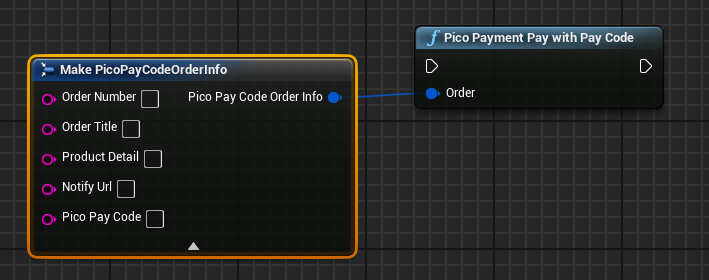 f Pico Payment Pay with Pay Code
Make PicoPayCodeOrderInfo
Order Number
Pico Pay Code Order Info
Order
Order Title
Product Detail
Notify Url
Pico Pay Code